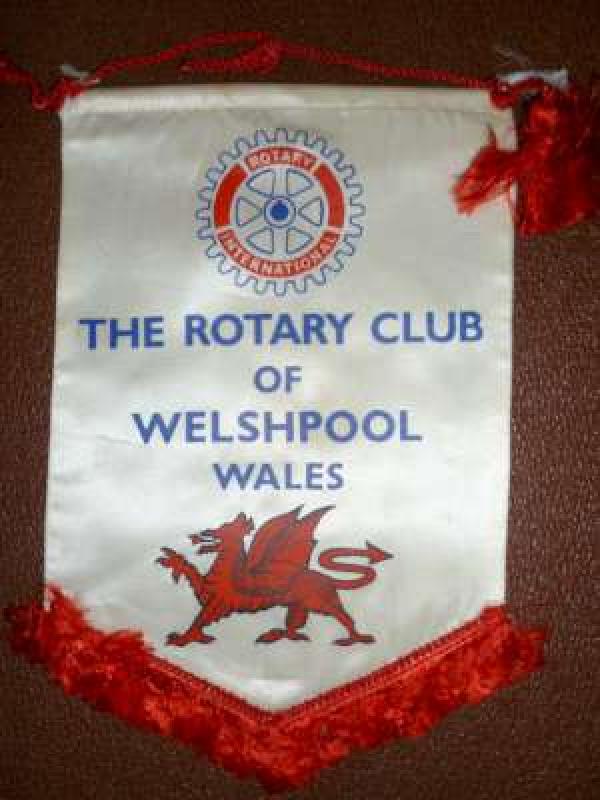 ROTARY
INTERNATIONAL
THE ROTARY CLUB
OF
WELSHPOOL
WALES